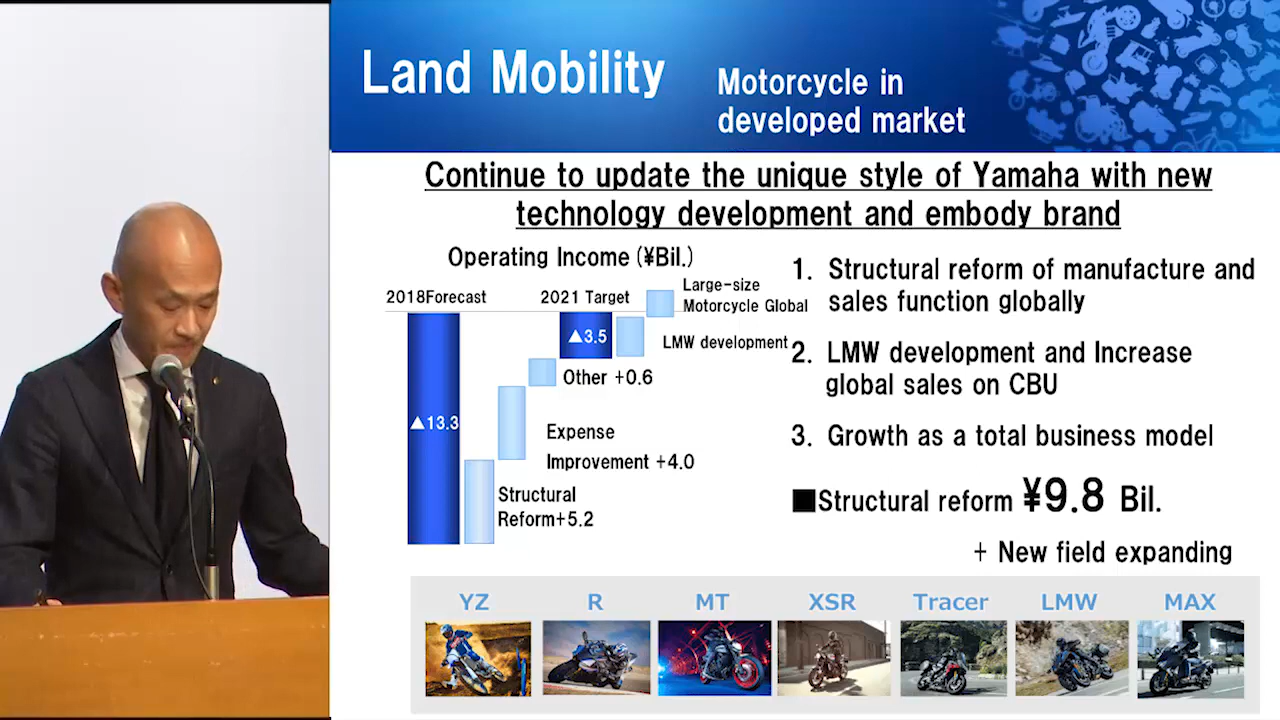 Land Mobility
Motorcycle in
developed market
Continue to update the unique style of Yamaha with new
technology development and embody brand
Operating Income (¥Bil.)
2018Forecast
2021 Target
Large-size
Motorcycle Global
▲3.5
LMW development
Other +0.6
▲13.3
Expense
Improvement +4.0
Structural
Reform+5.2
1. Structural reform of manufacture and
sales function globally
2. LMW development and Increase
global sales on CBU
3. Growth as a total business model
■Structural reform ¥9.8 Bil.
+ New field expanding
YZ
R
MT
XSR
Tracer
LMW
MAX